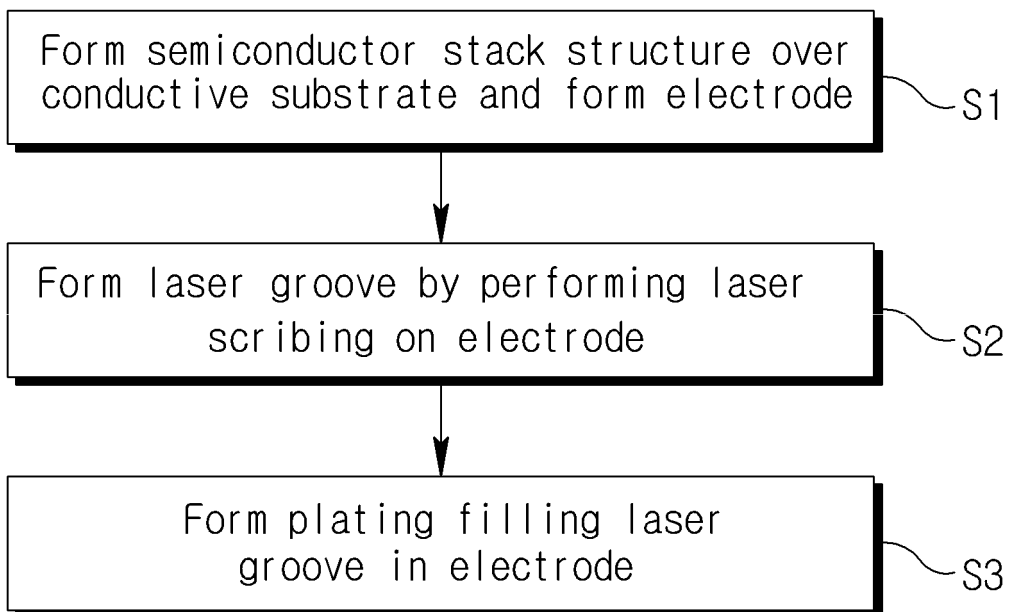 Form semiconductor stack structure over
conductive substrate and form electrode
S1
Form laser groove by performing laser
scribing on electrode
S2
Form plating filling laser
groove in electrode
S3